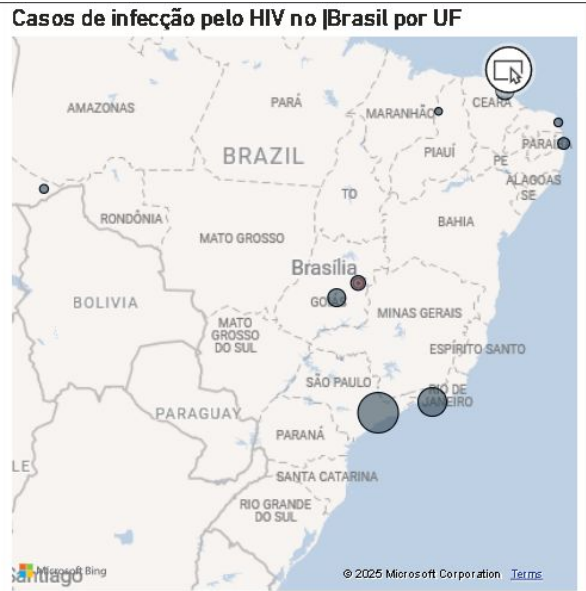 Casos de infecção pelo HIV no |Brasil por UF
AMAZONAS
PARÁ
MARANHÃO
CEARÁ
BRAZIL
PIAUÍ
PARAÍ
PE
ALAGOAS
SE
TO
RONDÔNIA
BAHIA
MATO GROSSO
Brasília
GO
BOLIVIA
MINAS GERAIS
MATO
GROSSO
DO SUL
ESPÍRITO SANTO
SÃO PAULO
RIO DE
JANEIRO
PARAGUAY
PARANÁ
LE
SANTA CATARINA
RIO GRANDE
DO SUL
Microsoft Bing
Santiago
© 2025 Microsoft Corporation Terms